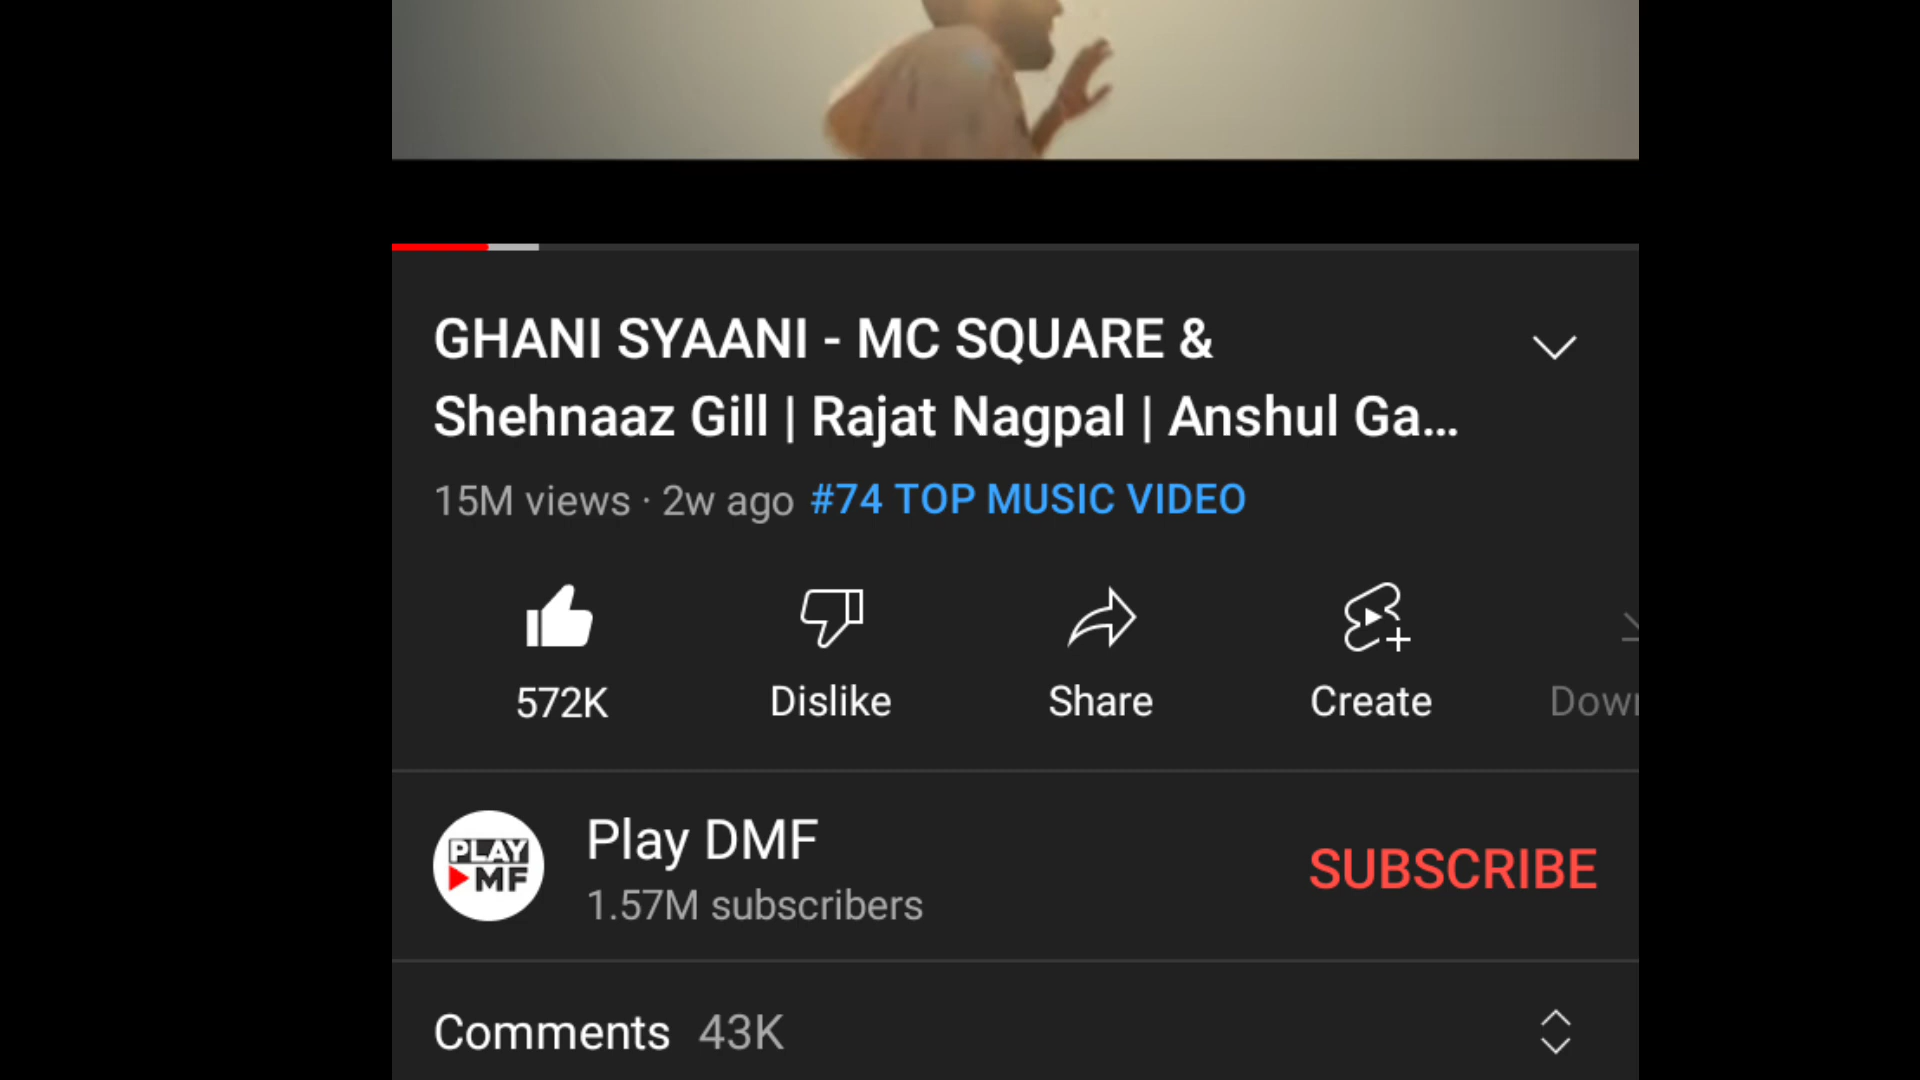 GHANI SYAANI - MC SQUARE &
Shehnaaz Gill | Rajat Nagpal | Anshul Ga...
15M views · 2w ago #74 TOP MUSIC VIDEO
572K Dislike Share Create Down
PLAY
MF
Play DMF
1.57M subscribers
SUBSCRIBE
Comments 43K